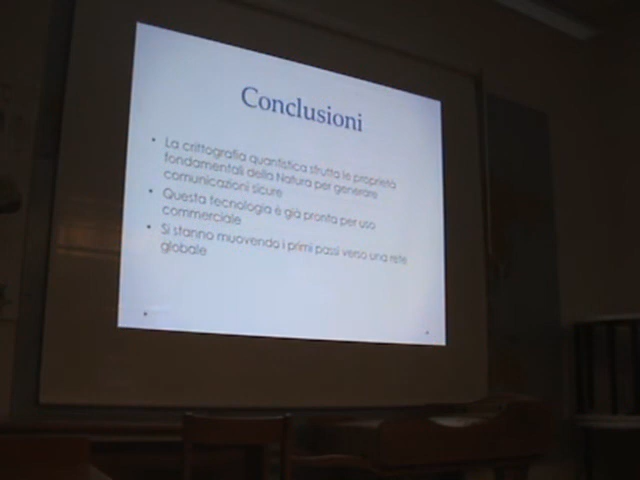 Conclusioni
• La crittografia quantistica sfrutta le proprietà
fondamentali della Natura per generare
comunicazioni sicure
• Questa tecnologia è già pronta per uso
commerciale
• Si stanno muovendo i primi passi verso una rete
globale